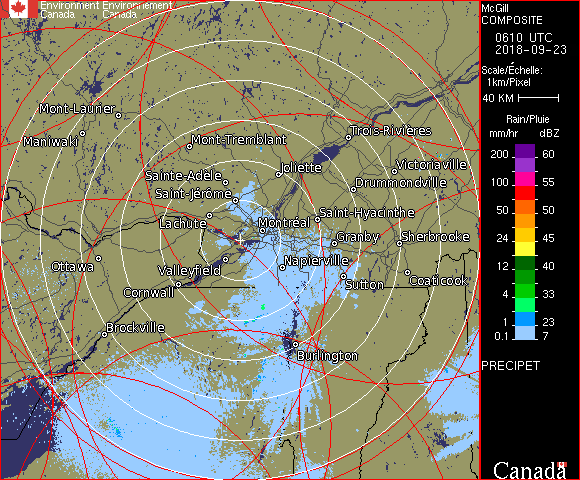 Environment Environnement
Canada Canada
McGill
COMPOSITE
0610 UTC
2018-09-23
Scale/Échelle:
1km/Pixel
40 KM
Rain/Pluie
mm/hr dBZ
200 60
100 55
50 50
24 45
12 40
4 33
1 23
0.1 7
PRECIPET
Canada
Mont-Laurier
Maniwaki
Mont-Tremblant
Trois-Rivières
Sainte-Adèle
Joliette
Victoriaville
Saint-Jérôme
Drummondville
Lachute
Montréal
Saint-Hyacinthe
Granby
Sherbrooke
Ottawa
Valleyfield
Napierville
Cornwall
Sutton
Coaticook
Brockville
Burlington